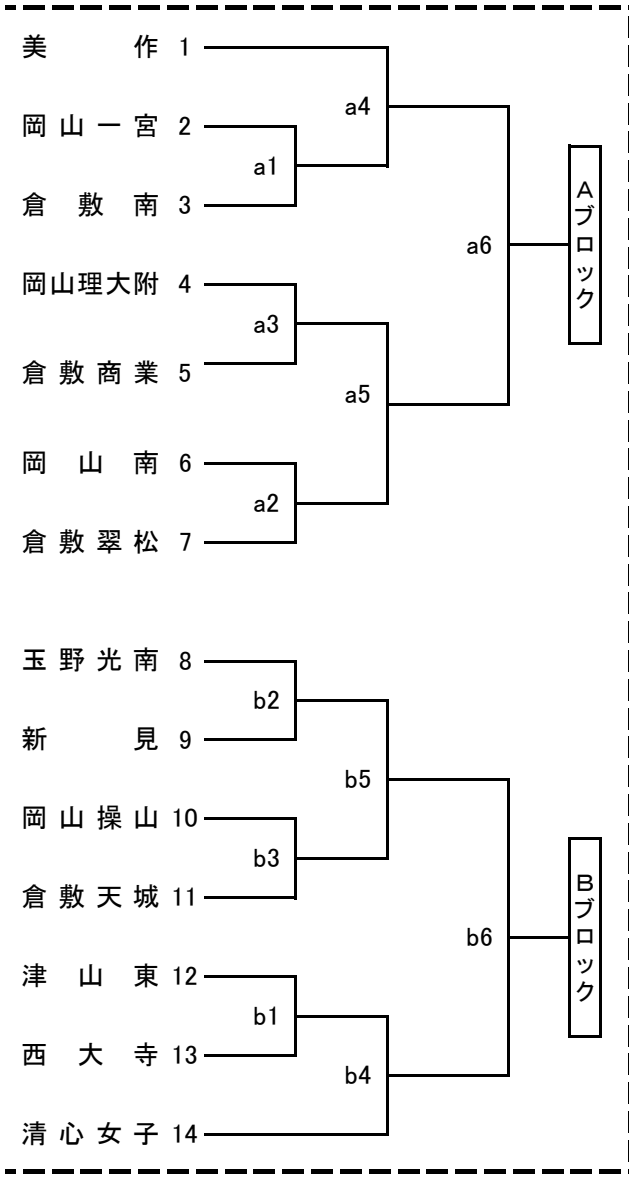 美作 1
a4
岡山一宮 2
a1
倉敷南 3
Aブロック
a6
岡山理大附 4
a3
倉敷商業 5
a5
岡山南 6
a2
倉敷翠松 7
玉野光南 8
b2
新見 9
b5
岡山操山 10
b3
倉敷天城 11
Bブロック
b6
津山東 12
b1
西大寺 13
b4
清心女子 14